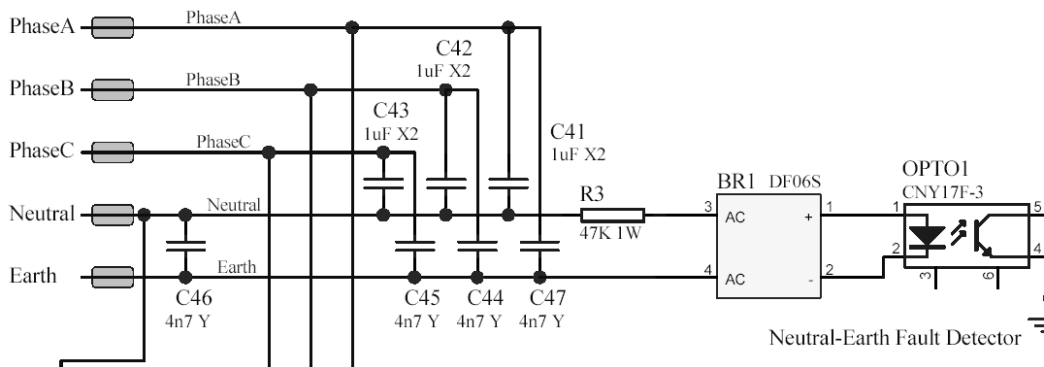 PhaseA
PhaseA
C42
1uF X2
PhaseB
PhaseB
C43
1uF X2
C41
1uF X2
PhaseC
PhaseC
OPTO1
CNY17F-3
BR1 DF06S
R3
Neutral
Neutral
47K 1W
3 AC + 1
1 5
2 4
Earth
Earth
4 AC - 2
3 6
C46
4n7 Y
C45 C44 C47
4n7 Y 4n7 Y 4n7 Y
Neutral-Earth Fault Detector